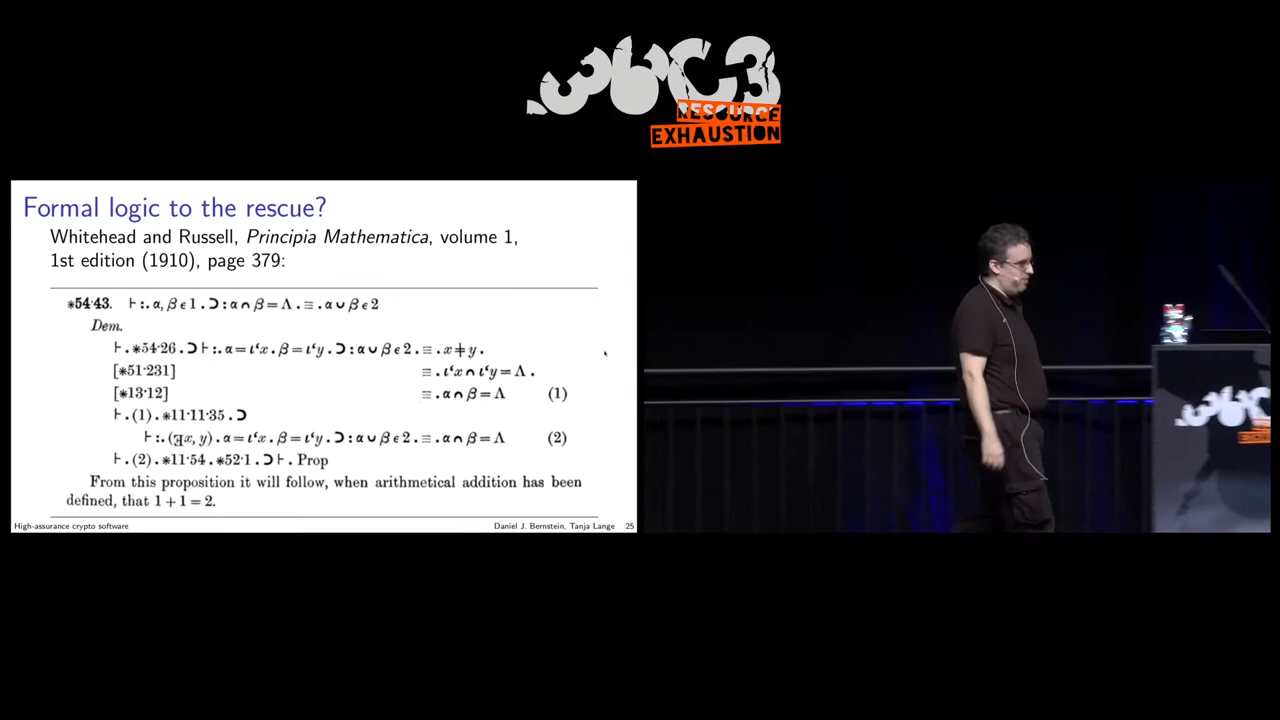 36C3
RESOURCE
EXHAUSTION
Formal logic to the rescue?
Whitehead and Russell, Principia Mathematica, volume 1,
1st edition (1910), page 379:
∗54·43. ⊢:. α, β ϵ 1 . ⊃ : α ∩ β = Λ . ≡ . α ∪ β ϵ 2
Dem.
⊢ . ∗54·26 . ⊃ ⊢ :. α = ι‘x . β = ι‘y . ⊃ : α ∪ β ϵ 2 . ≡ . x ≠ y .
[∗51·231] ≡ . ι‘x ∩ ι‘y = Λ .
[∗13·12] ≡ . α ∩ β = Λ (1)
⊢ . (1) . ∗11·11·35 . ⊃
⊢ :. (∃x, y) . α = ι‘x . β = ι‘y . ⊃ : α ∪ β ϵ 2 . ≡ . α ∩ β = Λ (2)
⊢ . (2) . ∗11·54 . ∗52·1 . ⊃ ⊢ . Prop
From this proposition it will follow, when arithmetical addition has been
defined, that 1 + 1 = 2.
High-assurance crypto software Daniel J. Bernstein, Tanja Lange 25
36C3